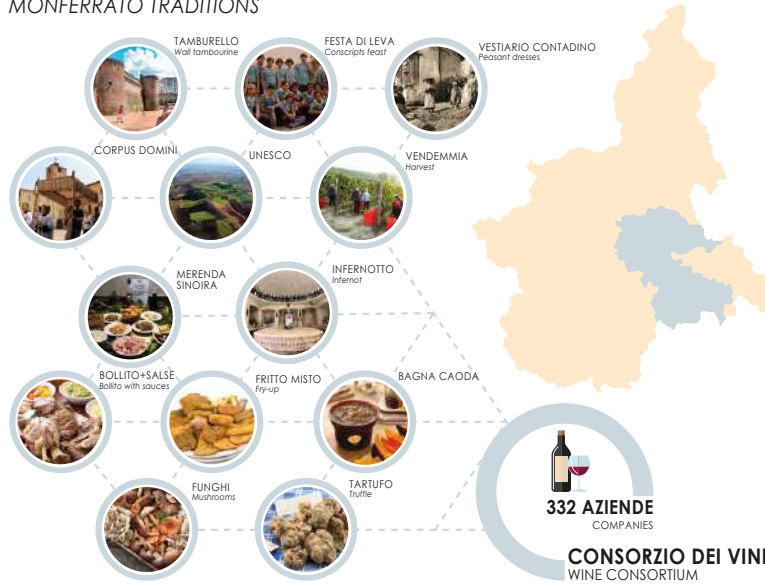 MONFERRATO TRADITIONS
TAMBURELLO
Wall tambourine
FESTA DI LEVA
Conscripts feast
VESTIARIO CONTADINO
Peasant dresses
CORPUS DOMINI
UNESCO
VENDEMMIA
Harvest
MERENDA
SINOIRA
INFERNOTTO
Infernot
BOLLITO+SALSE
Bollito with sauces
FRITTO MISTO
Fry-up
BAGNA CAODA
FUNGHI
Mushrooms
TARTUFO
Truffle
332 AZIENDE
COMPANIES
CONSORZIO DEI VINI
WINE CONSORTIUM